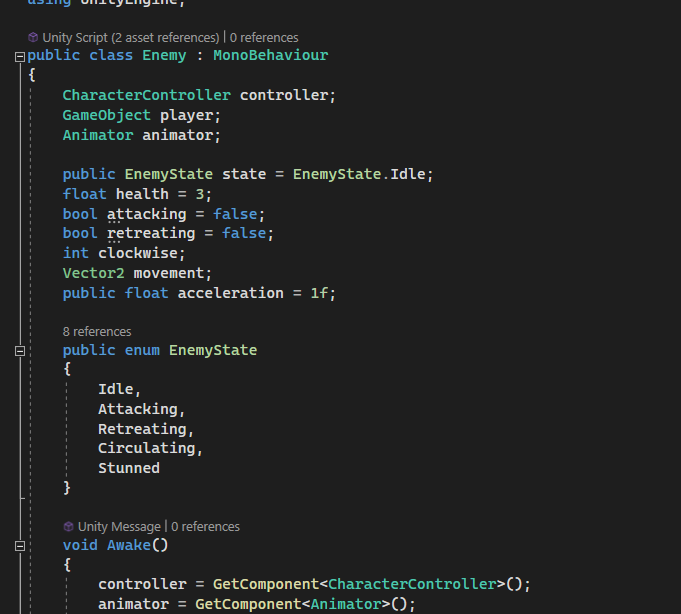 using UnityEngine;
Unity Script (2 asset references) | 0 references
public class Enemy : MonoBehaviour
{
CharacterController controller;
GameObject player;
Animator animator;
public EnemyState state = EnemyState.Idle;
float health = 3;
bool attacking = false;
bool retreating = false;
int clockwise;
Vector2 movement;
public float acceleration = 1f;
8 references
public enum EnemyState
{
Idle,
Attacking,
Retreating,
Circulating,
Stunned
}
Unity Message | 0 references
void Awake()
{
controller = GetComponent<CharacterController>();
animator = GetComponent<Animator>();